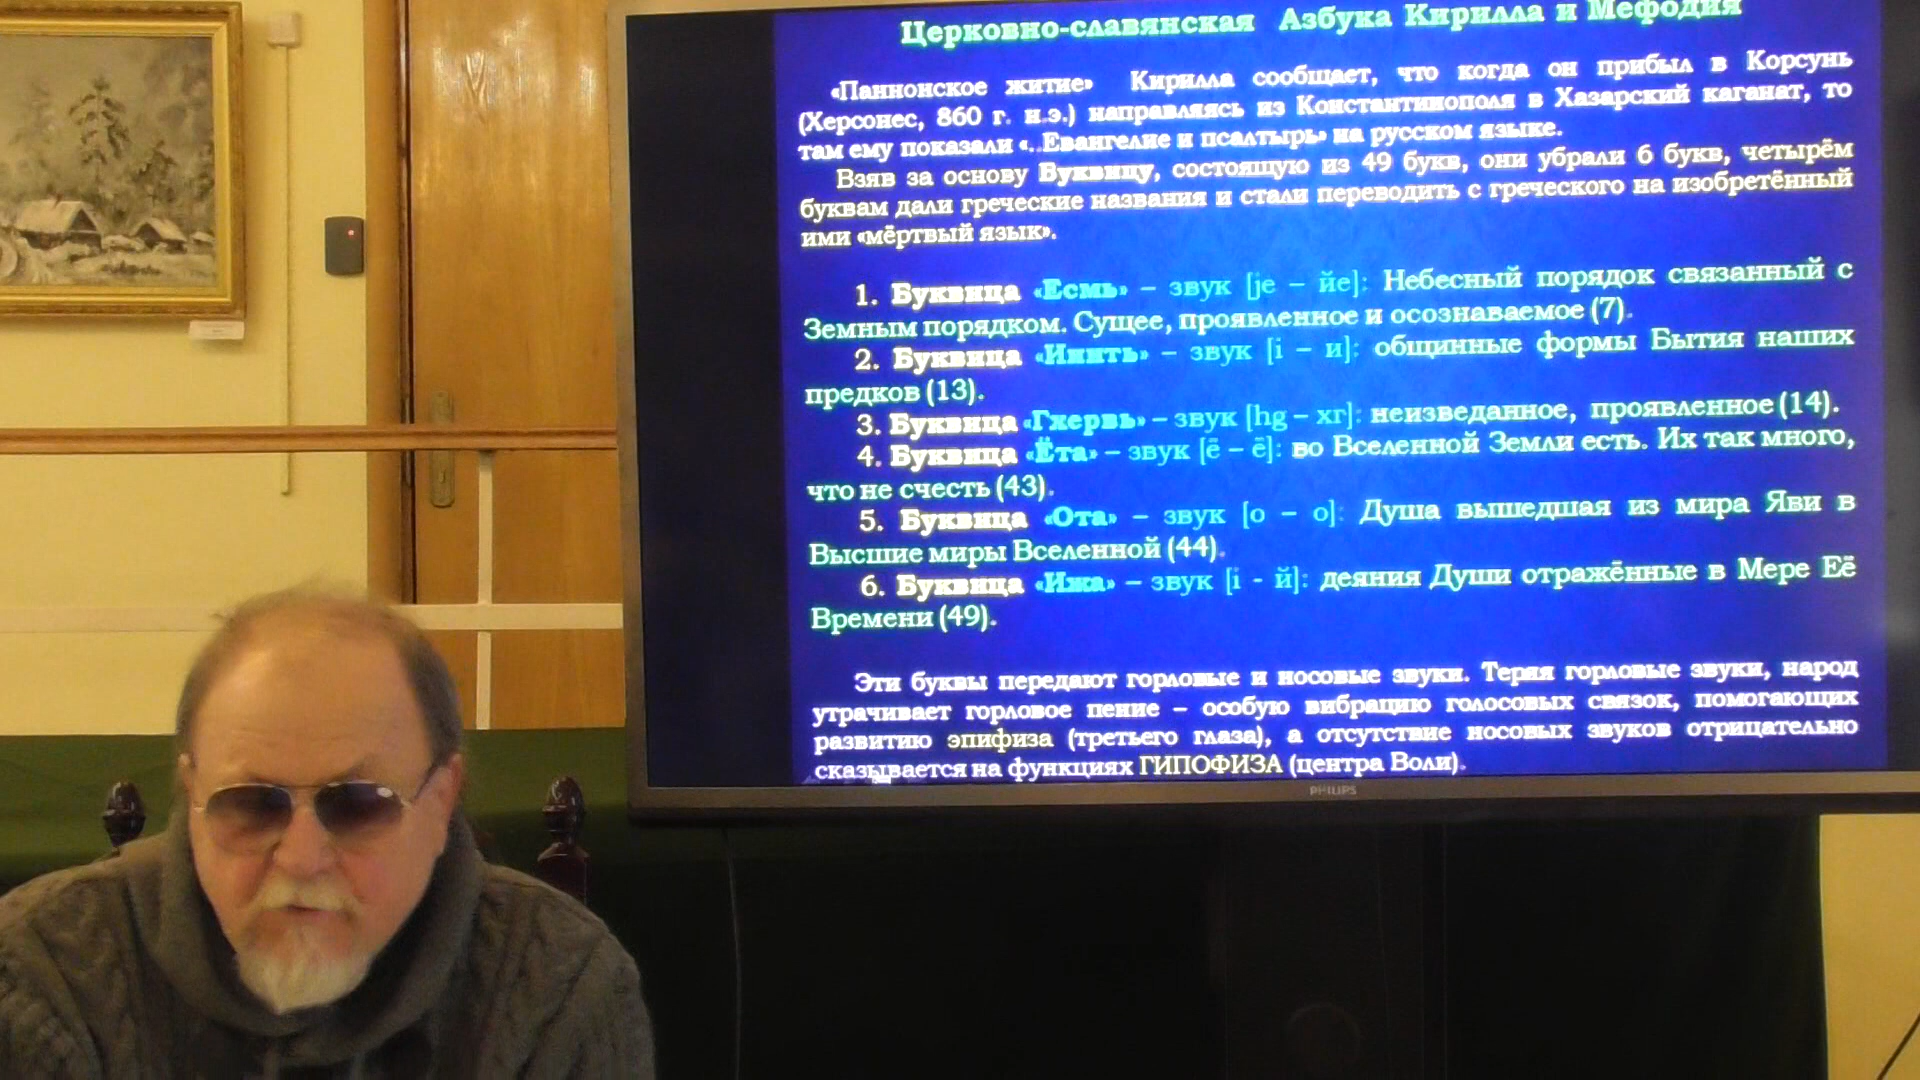 Церковно-славянская Азбука Кирилла и Мефодия
«Паннонское житие» Кирилла сообщает, что когда он прибыл в Корсунь
(Херсонес, 860 г. н.э.) направляясь из Константинополя в Хазарский каганат, то
там ему показали «..Евангелие и псалтырь» на русском языке.
Взяв за основу Буквицу, состоящую из 49 букв, они убрали 6 букв, четырём
буквам дали греческие названия и стали переводить с греческого на изобретённый
ими «мёртвый язык».
1. Буквица «Есмь» – звук [je – йе]: Небесный порядок связанный с
Земным порядком. Сущее, проявленное и осознаваемое (7).
2. Буквица «Инить» – звук [i – и]: общинные формы Бытия наших
предков (13).
3. Буквица «Гхервь» – звук [hg – хг]: неизведанное, проявленное (14).
4. Буквица «Ёта» – звук [ё – ё]: во Вселенной Земли есть. Их так много,
что не счесть (43).
5. Буквица «Ота» – звук [o – о]: Душа вышедшая из мира Яви в
Высшие миры Вселенной (44).
6. Буквица «Ижа» – звук [i - й]: деяния Души отражённые в Мере Её
Времени (49).
Эти буквы передают горловые и носовые звуки. Теряя горловые звуки, народ
утрачивает горловое пение – особую вибрацию голосовых связок, помогающих
развитию эпифиза (третьего глаза), а отсутствие носовых звуков отрицательно
сказывается на функциях ГИПОФИЗА (центра Воли).
PHILIPS